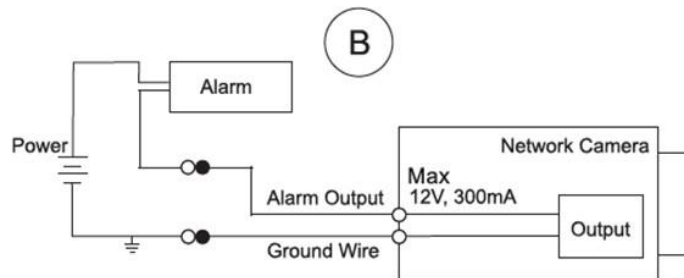 B
Alarm
Power
Network Camera
Max
12V, 300mA
Alarm Output
Output
Ground Wire